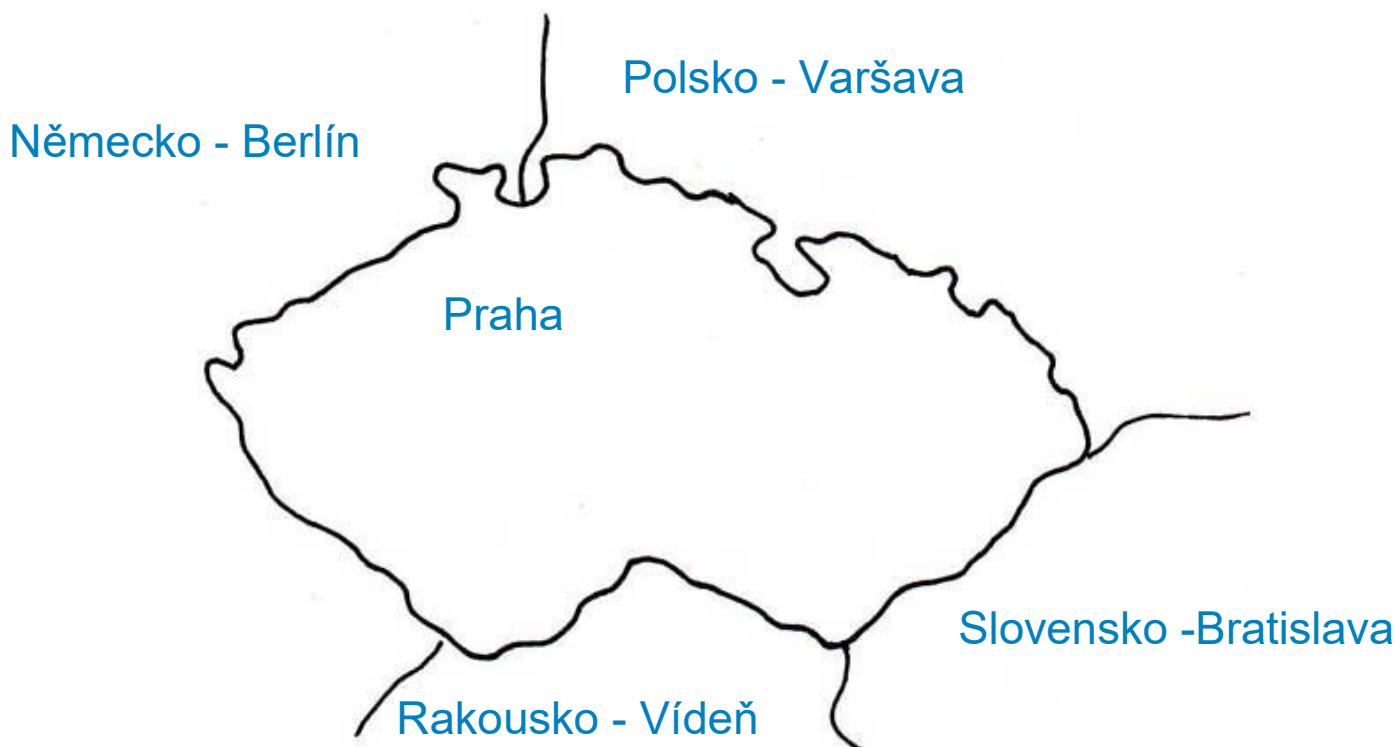 Polsko - Varšava
Německo - Berlín
Praha
Slovensko -Bratislava
Rakousko - Vídeň